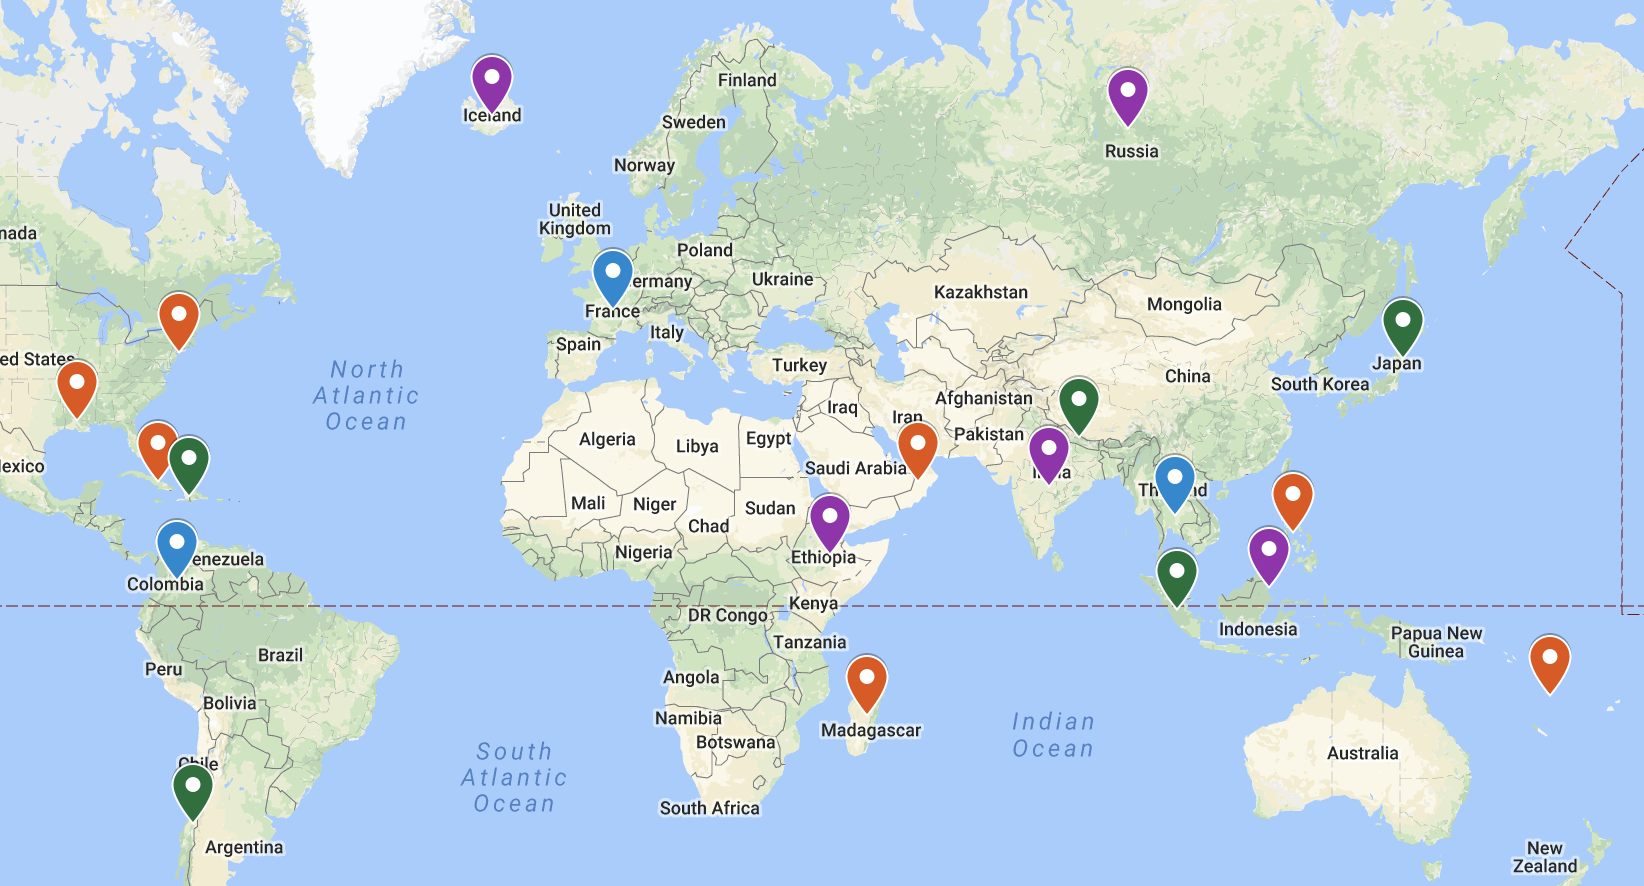 Finland
Iceland
Sweden
Russia
Norway
United
Kingdom
nada
Poland
ermany
Ukraine
Kazakhstan
Mongolia
France
Italy
Spain
ed States
Turkey
Japan
North
Atlantic
Ocean
China
South Korea
Afghanistan
Iraq
Iran
Pakistan
Algeria
Libya
Egypt
exico
Saudi Arabia
Mali
Niger
Sudan
Chad
Nigeria
Ethiopia
enezuela
Colombia
Kenya
DR Congo
Indonesia
Papua New
Guinea
Tanzania
Brazil
Peru
Angola
Bolivia
Namibia
Madagascar
Indian
Ocean
Botswana
South
Atlantic
Ocean
Australia
Chile
South Africa
Argentina
New
Zealand